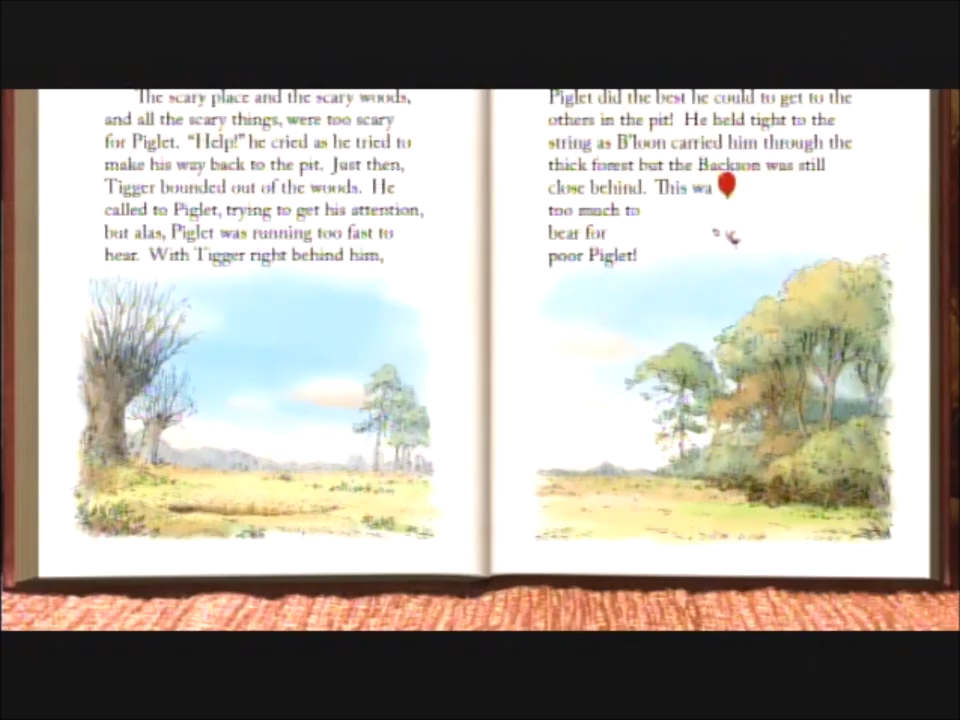 The scary place and the scary woods,
and all the scary things, were too scary
for Piglet. "Help!" he cried as he tried to
make his way back to the pit. Just then,
Tigger bounded out of the woods. He
called to Piglet, trying to get his attention,
but alas, Piglet was running too fast to
hear. With Tigger right behind him,
Piglet did the best he could to get to the
others in the pit! He held tight to the
string as B'loon carried him through the
thick forest but the Backson was still
close behind. This wa
too much to
bear for
poor Piglet!